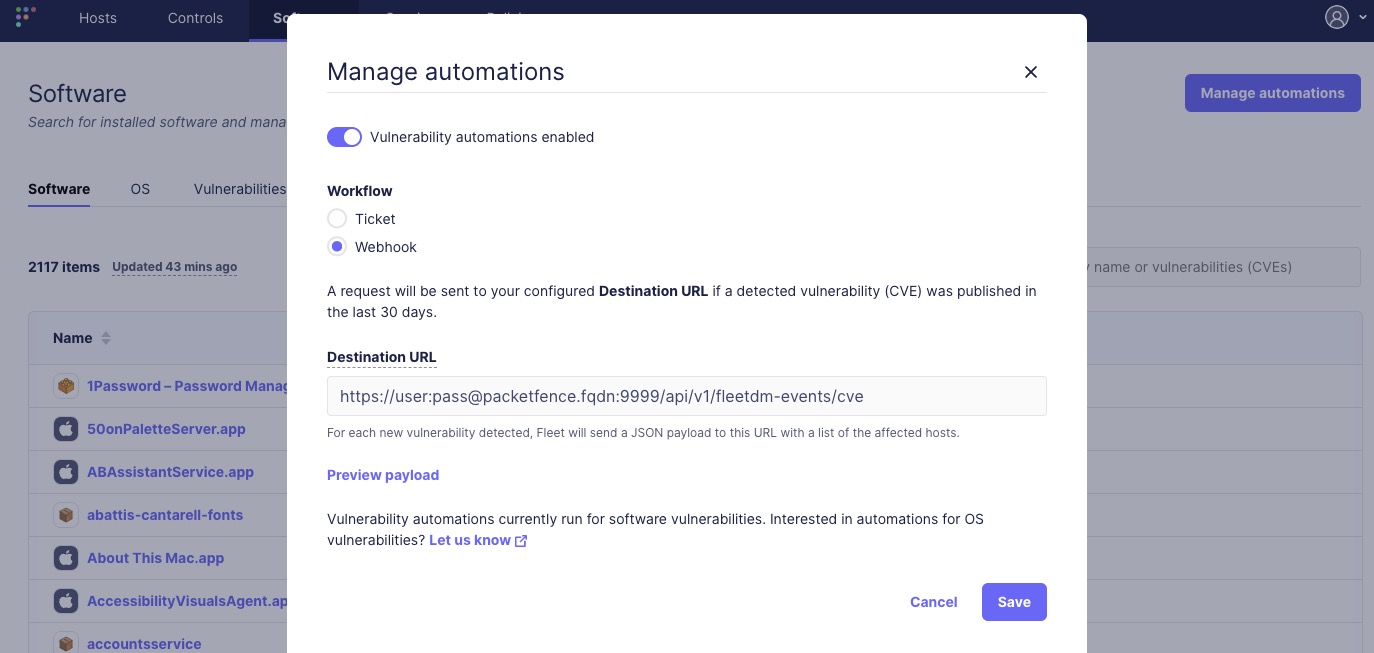 Hosts
Controls
Manage automations
Software
Manage automations
Search for installed software and mana
Vulnerability automations enabled
Software
OS
Vulnerabilities
Workflow
Ticket
Webhook
2117 items
Updated 43 mins ago
name or vulnerabilities (CVEs)
A request will be sent to your configured Destination URL if a detected vulnerability (CVE) was published in
the last 30 days.
Name
Destination URL
1Password – Password Manag
https://user:pass@packetfence.fqdn:9999/api/v1/fleetdm-events/cve
50onPaletteServer.app
For each new vulnerability detected, Fleet will send a JSON payload to this URL with a list of the affected hosts.
ABAssistantService.app
Preview payload
abattis-cantarell-fonts
Vulnerability automations currently run for software vulnerabilities. Interested in automations for OS
vulnerabilities? Let us know
About This Mac.app
AccessibilityVisualsAgent.ap
Cancel
Save
accountsservice